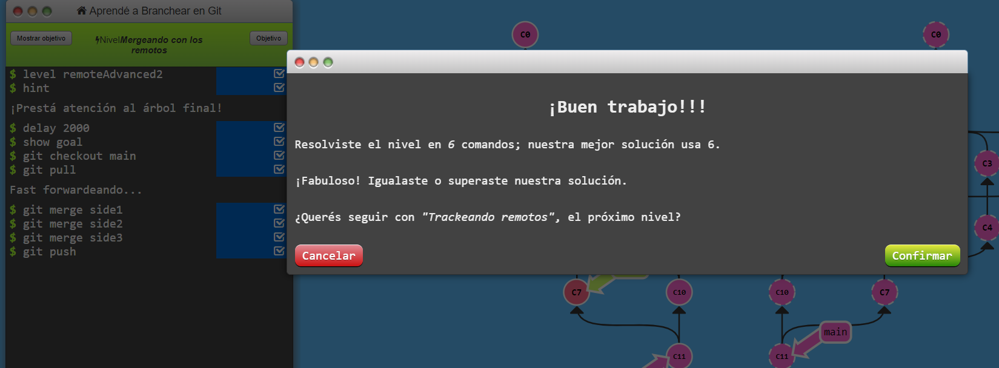 Aprendé a Branchear en Git
Mostrar objetivo
NivelMergeando con los
remotos
Objetivo
$ level remoteAdvanced2
$ hint
¡Prestá atención al árbol final!
$ delay 2000
$ show goal
$ git checkout main
$ git pull
Fast forwardeando...
$ git merge side1
$ git merge side2
$ git merge side3
$ git push
C0
C0
¡Buen trabajo!!!
Resolviste el nivel en 6 comandos; nuestra mejor solución usa 6.
¡Fabuloso! Igualaste o superaste nuestra solución.
¿Querés seguir con "Trackeando remotos", el próximo nivel?
Cancelar
Confirmar
C3
C4
C7
C10
C10
C7
main
C11
C11